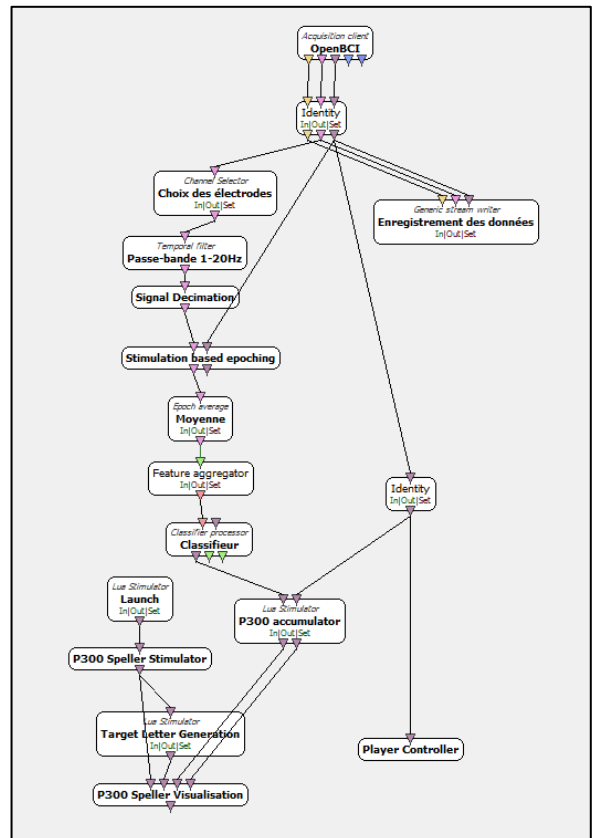 Acquisition client
OpenBCI
Identity
In|Out|Set
Channel Selector
Choix des électrodes
In|Out|Set
Generic stream writer
Enregistrement des données
In|Out|Set
Temporal filter
Passe-bande 1-20Hz
Signal Decimation
Stimulation based epoching
In|Out|Set
Epoch average
Moyenne
In|Out|Set
Feature aggregator
In|Out|Set
Identity
In|Out|Set
Classifier processor
Classifieur
Lua Stimulator
Launch
In|Out|Set
Lua Stimulator
P300 accumulator
In|Out|Set
P300 Speller Stimulator
Lua Stimulator
Target Letter Generation
In|Out|Set
Player Controller
P300 Speller Visualisation